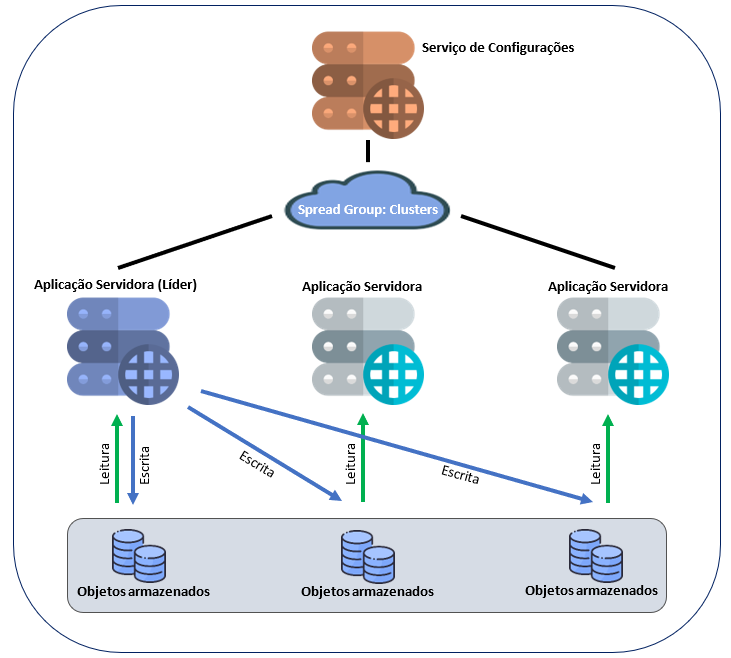 Serviço de Configurações
Spread Group: Clusters
Aplicação Servidora (Líder)
Aplicação Servidora
Aplicação Servidora
Leitura
Escrita
Escrita
Leitura
Escrita
Leitura
Objetos armazenados
Objetos armazenados
Objetos armazenados